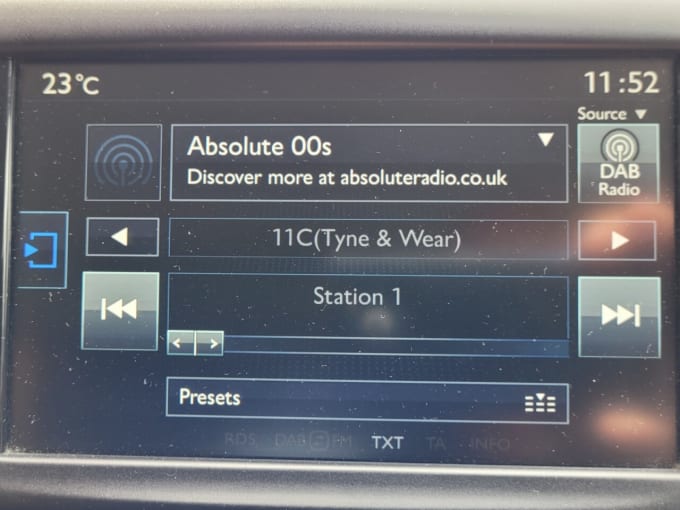 23°C
11:52
Source ▼
Absolute 00s
Discover more at absoluteradio.co.uk
DAB
Radio
11C(Tyne & Wear)
Station 1
Presets
RDS DAB FM TXT TA INFO